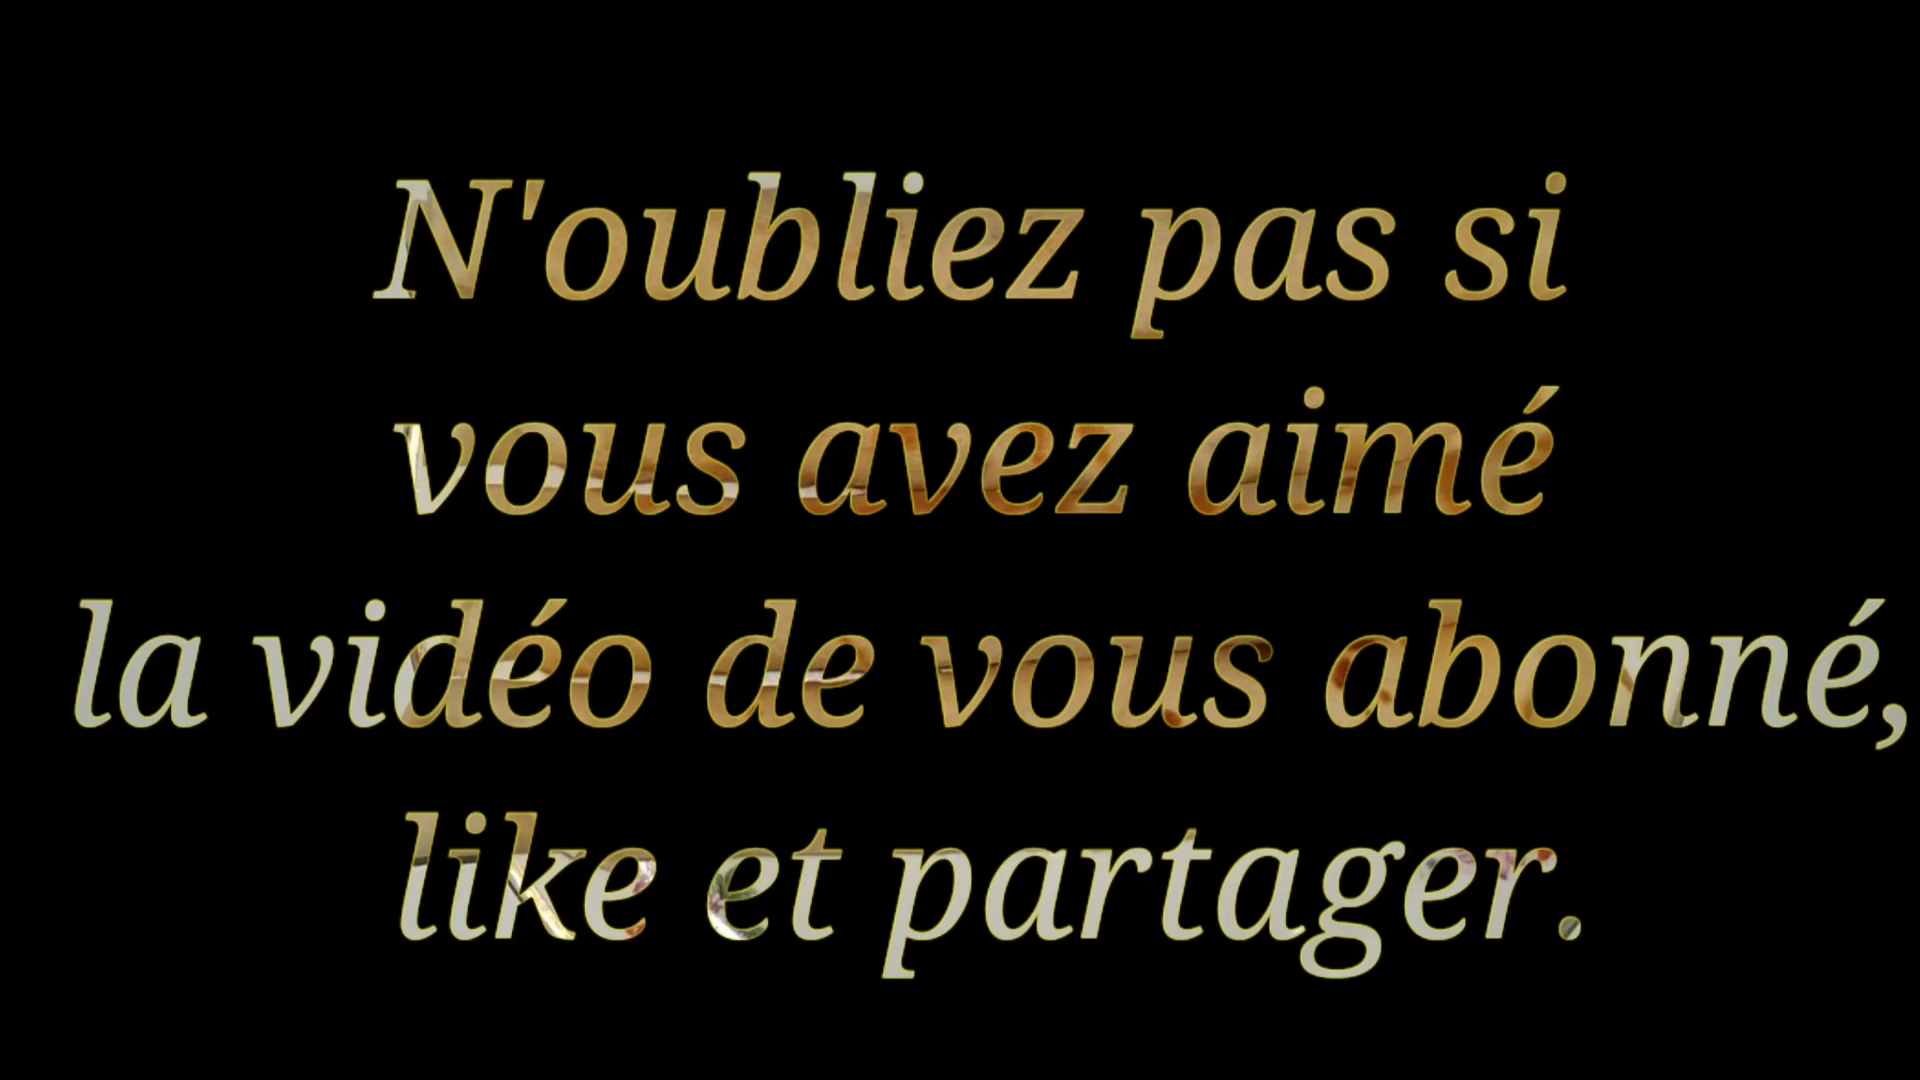 N'oubliez pas si
vous avez aimé
la vidéo de vous abonné,
like et partager.